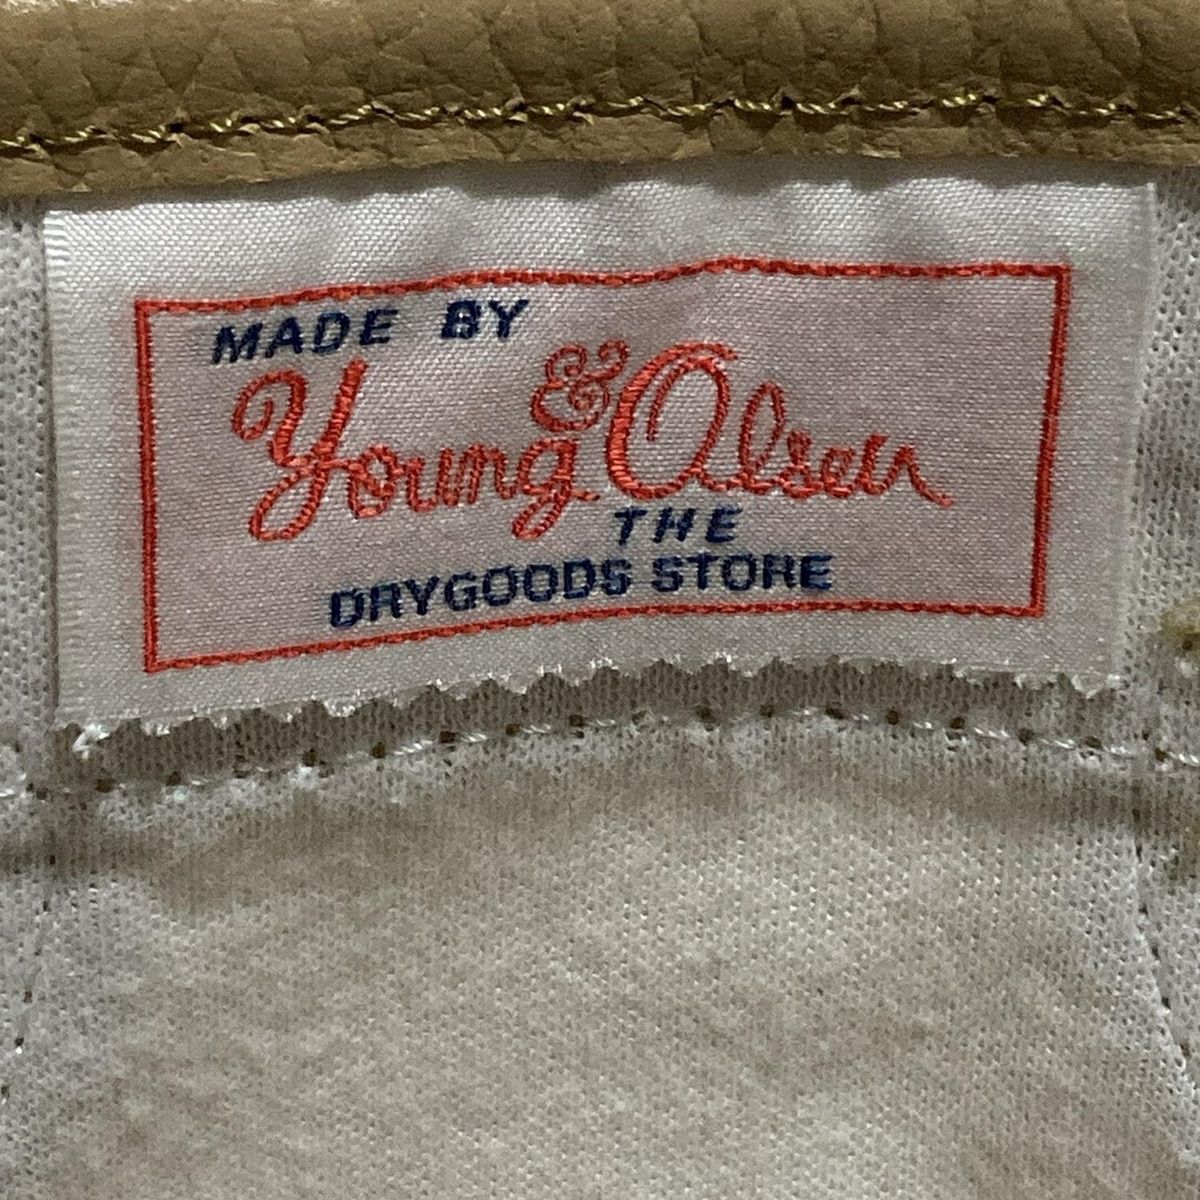 MADE BY
Young & Olsen
THE
DRYGOODS STORE